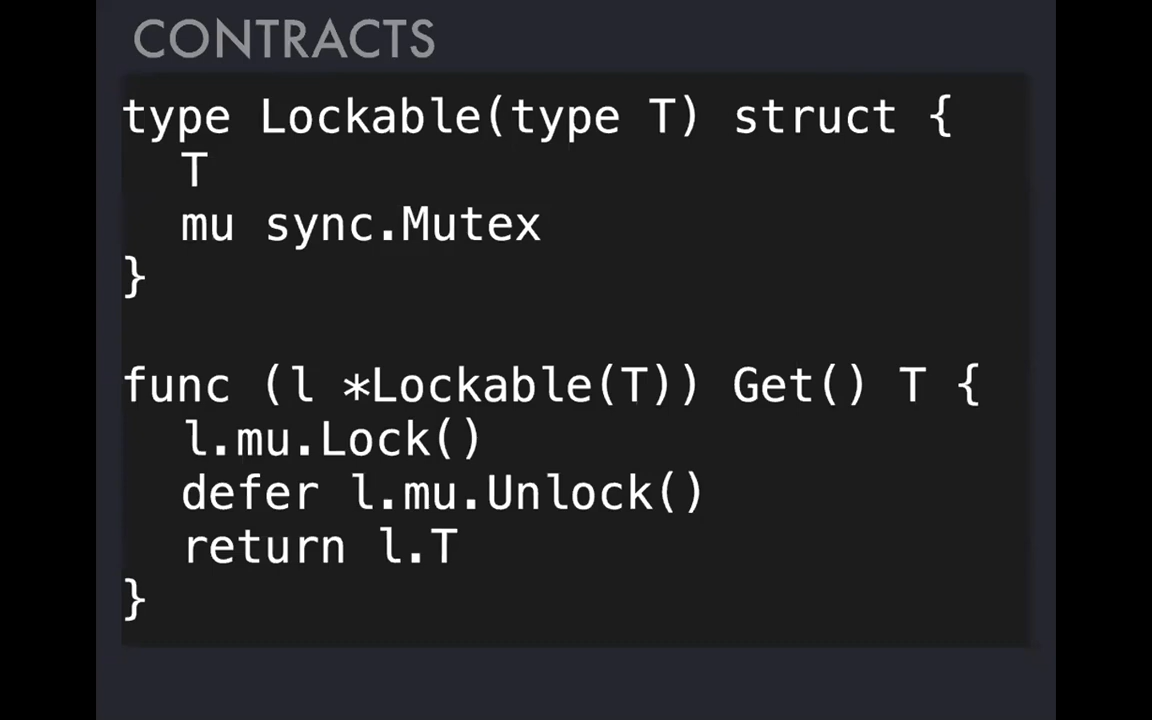 CONTRACTS
type Lockable(type T) struct {
  T
  mu sync.Mutex
}
func (l *Lockable(T)) Get() T {
  l.mu.Lock()
  defer l.mu.Unlock()
  return l.T
}